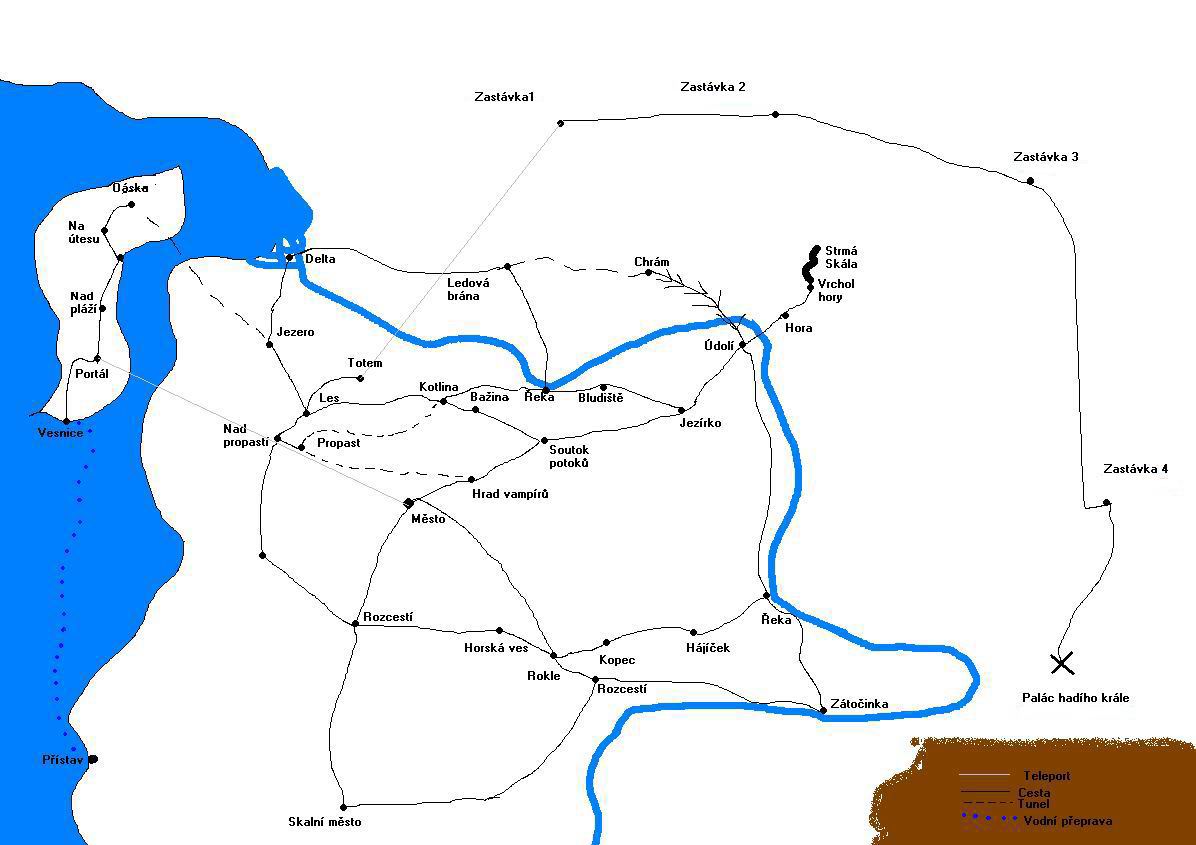 Zastávka1
Zastávka 2
Zastávka 3
Oáska
Na
útesu
Nad
pláží
Portál
Vesnice
Delta
Ledová
brána
Chrám
Strmá
Skála
Vrchol
hory
Hora
Údolí
Jezero
Totem
Les
Kotlina
Bažina
Řeka
Bludiště
Jezírko
Nad
propastí
Propast
Soutok
potoků
Hrad vampírů
Město
Zastávka 4
Rozcestí
Horská ves
Rokle
Kopec
Hájíček
Řeka
Rozcestí
Zátočinka
Palác hadího krále
Přístav
Skalní město
Teleport
Cesta
Tunel
Vodní přeprava